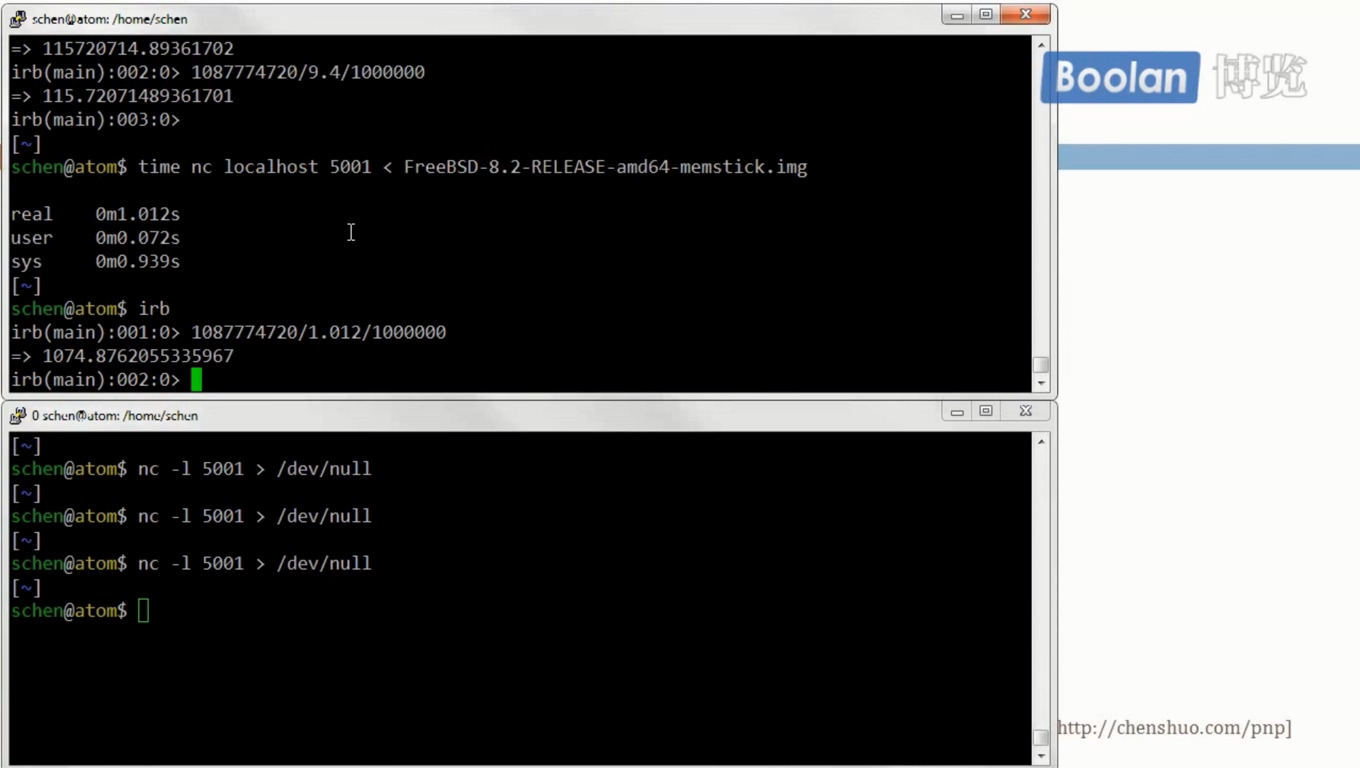 schen@atom: /home/schen
=> 115720714.89361702
irb(main):002:0> 1087774720/9.4/1000000
=> 115.72071489361701
irb(main):003:0>
[~]
schen@atom$ time nc localhost 5001 < FreeBSD-8.2-RELEASE-amd64-memstick.img
real 0m1.012s
user 0m0.072s
sys 0m0.939s
[~]
schen@atom$ irb
irb(main):001:0> 1087774720/1.012/1000000
=> 1074.8762055335967
irb(main):002:0>
Boolan 博览
0 schen@atom: /home/schen
[~]
schen@atom$ nc -l 5001 > /dev/null
[~]
schen@atom$ nc -l 5001 > /dev/null
[~]
schen@atom$ nc -l 5001 > /dev/null
[~]
schen@atom$
http://chenshuo.com/pnp]